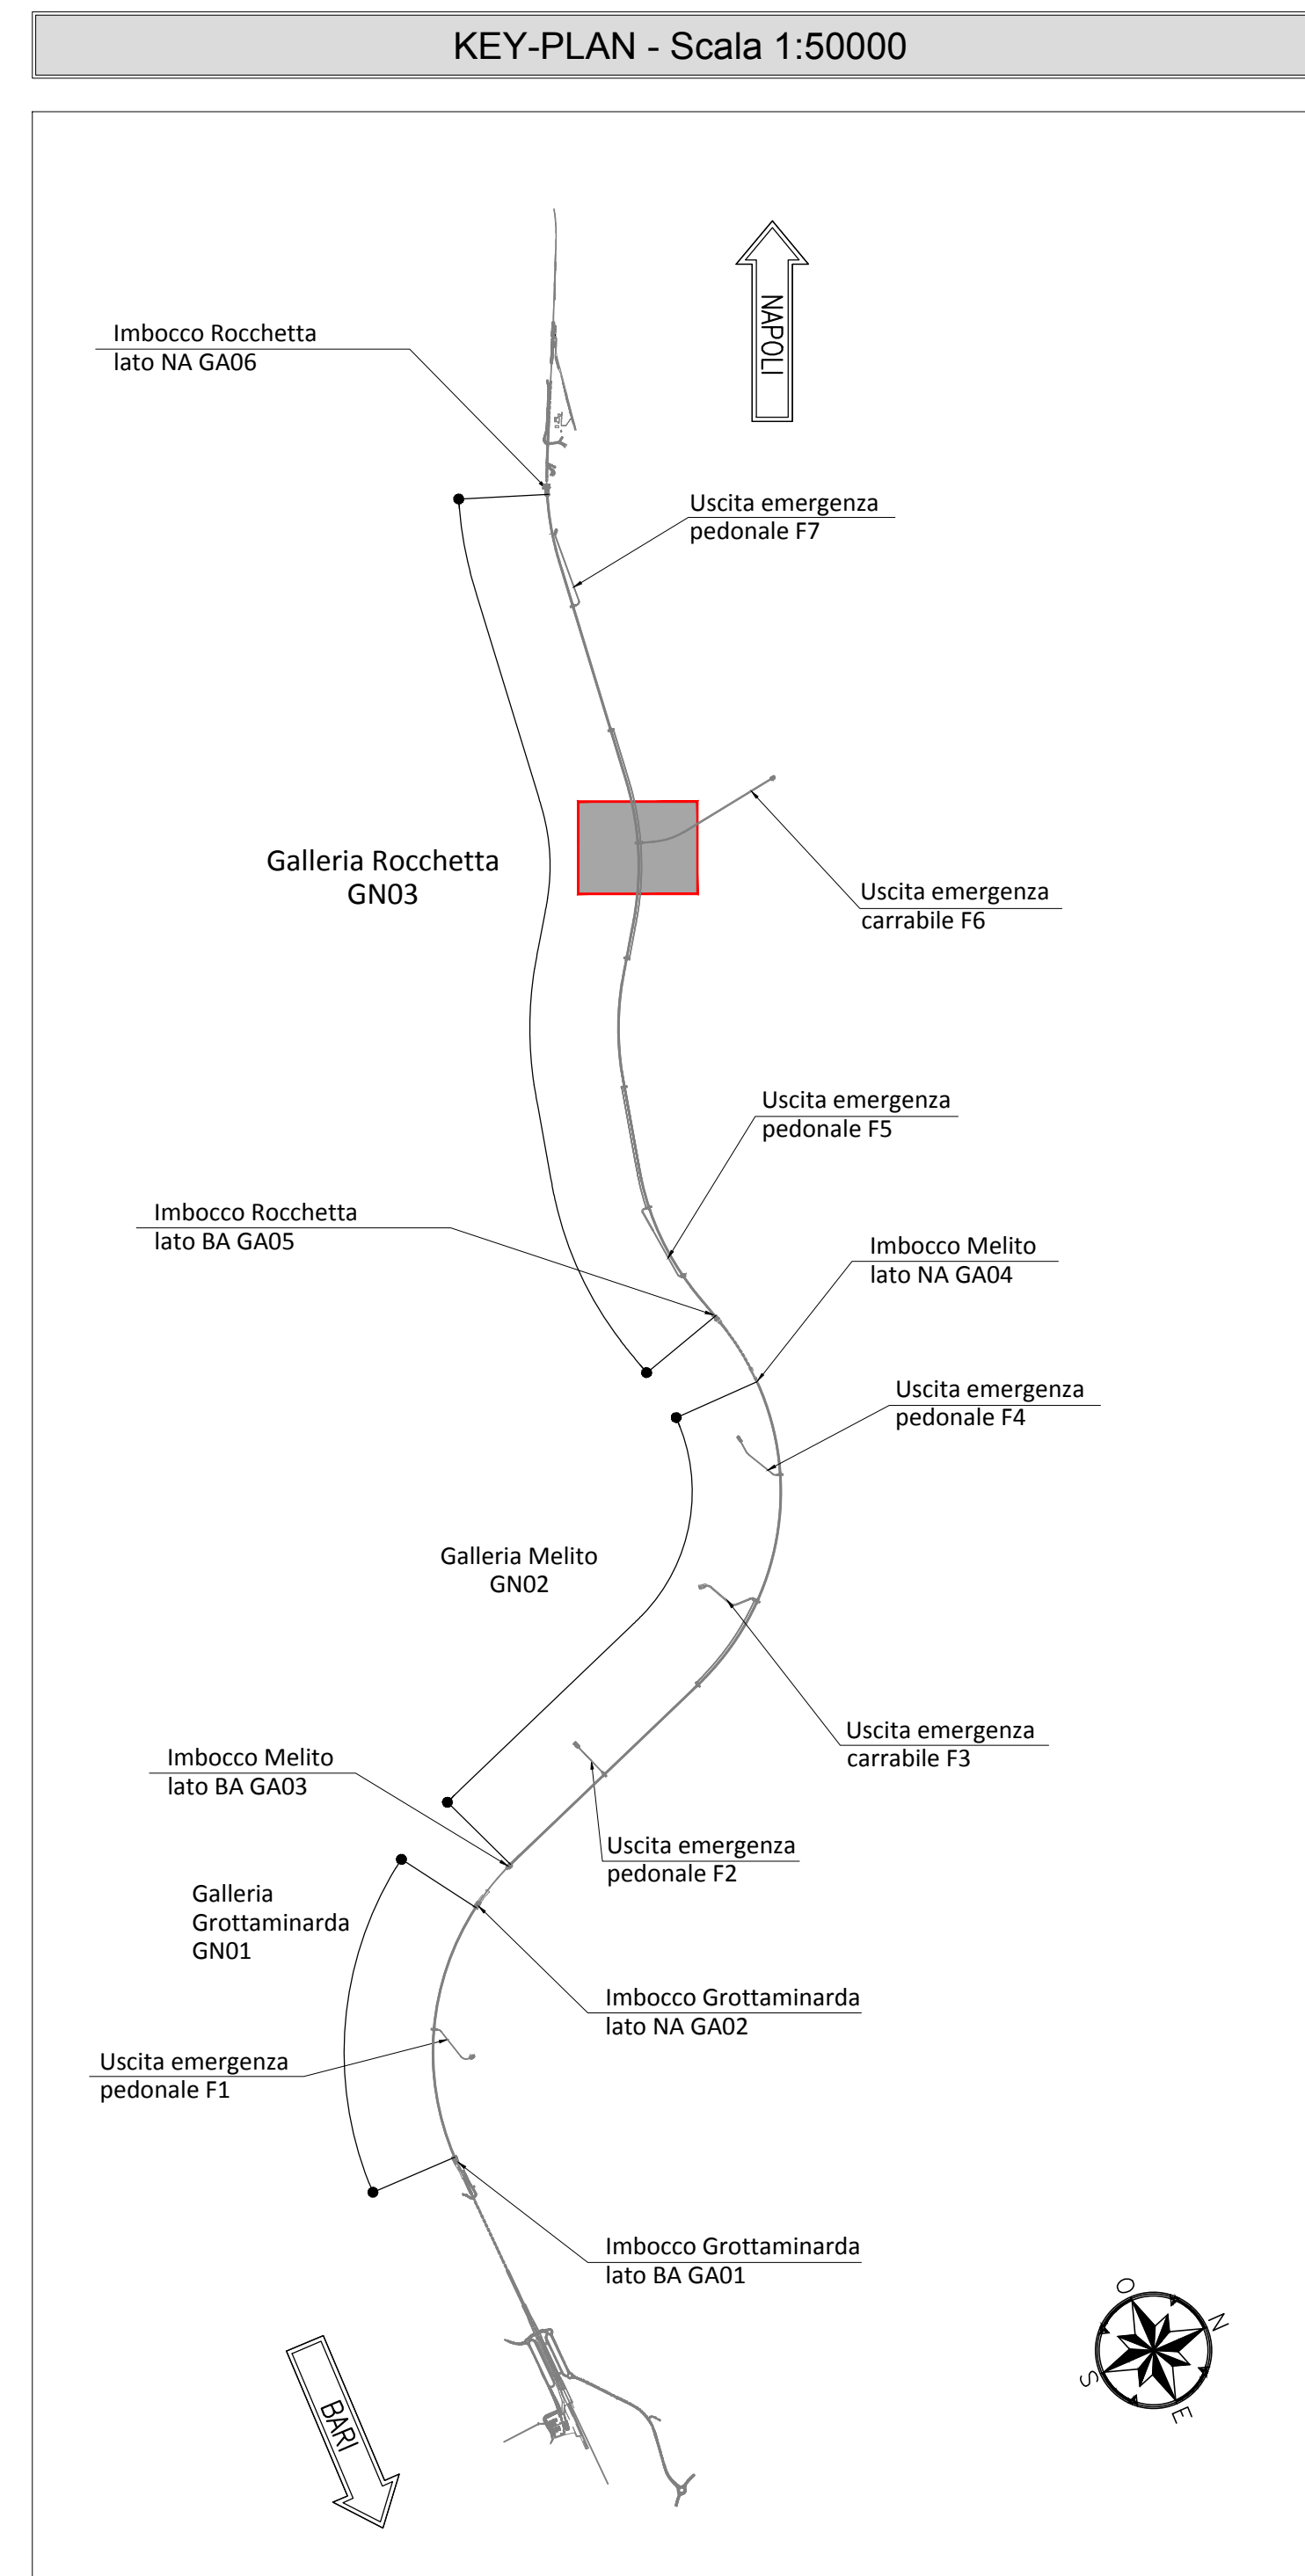 KEY-PLAN - Scala 1:50000
NAPOLI
Imbocco Rocchetta
lato NA GA06
Uscita emergenza
pedonale F7
Galleria Rocchetta
GN03
Uscita emergenza
carrabile F6
Uscita emergenza
pedonale F5
Imbocco Rocchetta
lato BA GA05
Imbocco Melito
lato NA GA04
Uscita emergenza
pedonale F4
Galleria Melito
GN02
Uscita emergenza
carrabile F3
Imbocco Melito
lato BA GA03
Uscita emergenza
pedonale F2
Galleria
Grottaminarda
GN01
Imbocco Grottaminarda
lato NA GA02
Uscita emergenza
pedonale F1
Imbocco Grottaminarda
lato BA GA01
O
N
S
E
BARI